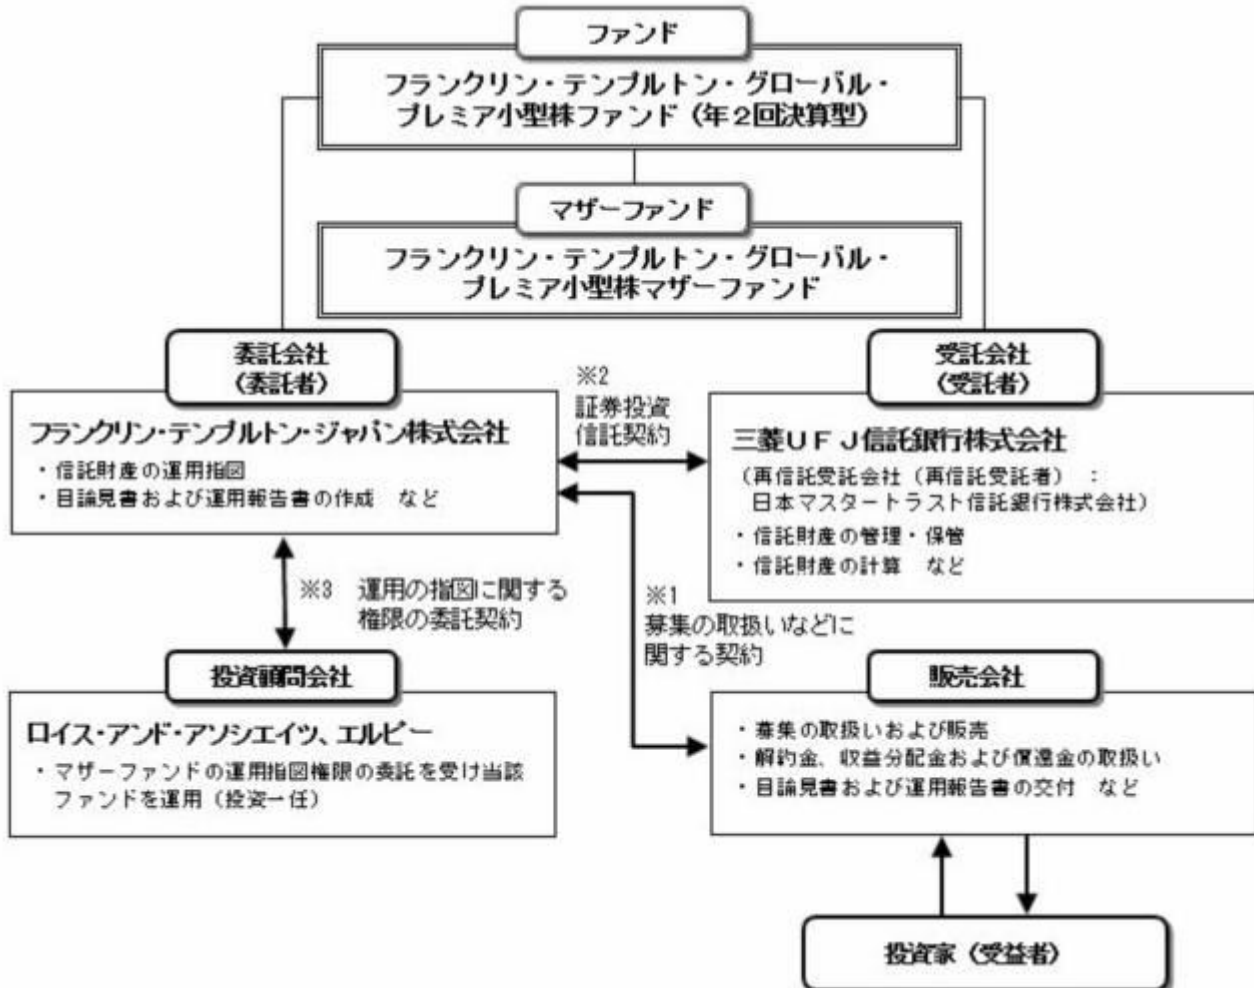 ファンド
フランクリン・テンプルトン・グローバル・
プレミア小型株ファンド（年２回決算型）
マザーファンド
フランクリン・テンプルトン・グローバル・
プレミア小型株マザーファンド
委託会社
（委託者）
フランクリン・テンプルトン・ジャパン株式会社
・信託財産の運用指図
・目論見書および運用報告書の作成　など
※2
証券投資
信託契約
受託会社
（受託者）
三菱ＵＦＪ信託銀行株式会社
（再信託受託会社（再信託受託者）　：
日本マスタートラスト信託銀行株式会社）
・信託財産の管理・保管
・信託財産の計算　など
※3　運用の指図に関する
権限の委託契約
※1
募集の取扱いなどに
関する契約
投資顧問会社
ロイス・アンド・アソシエイツ、エルピー
・マザーファンドの運用指図権限の委託を受け当該
ファンドを運用（投資一任）
販売会社
・募集の取扱いおよび販売
・解約金、収益分配金および償還金の取扱い
・目論見書および運用報告書の交付　など
投資家（受益者）